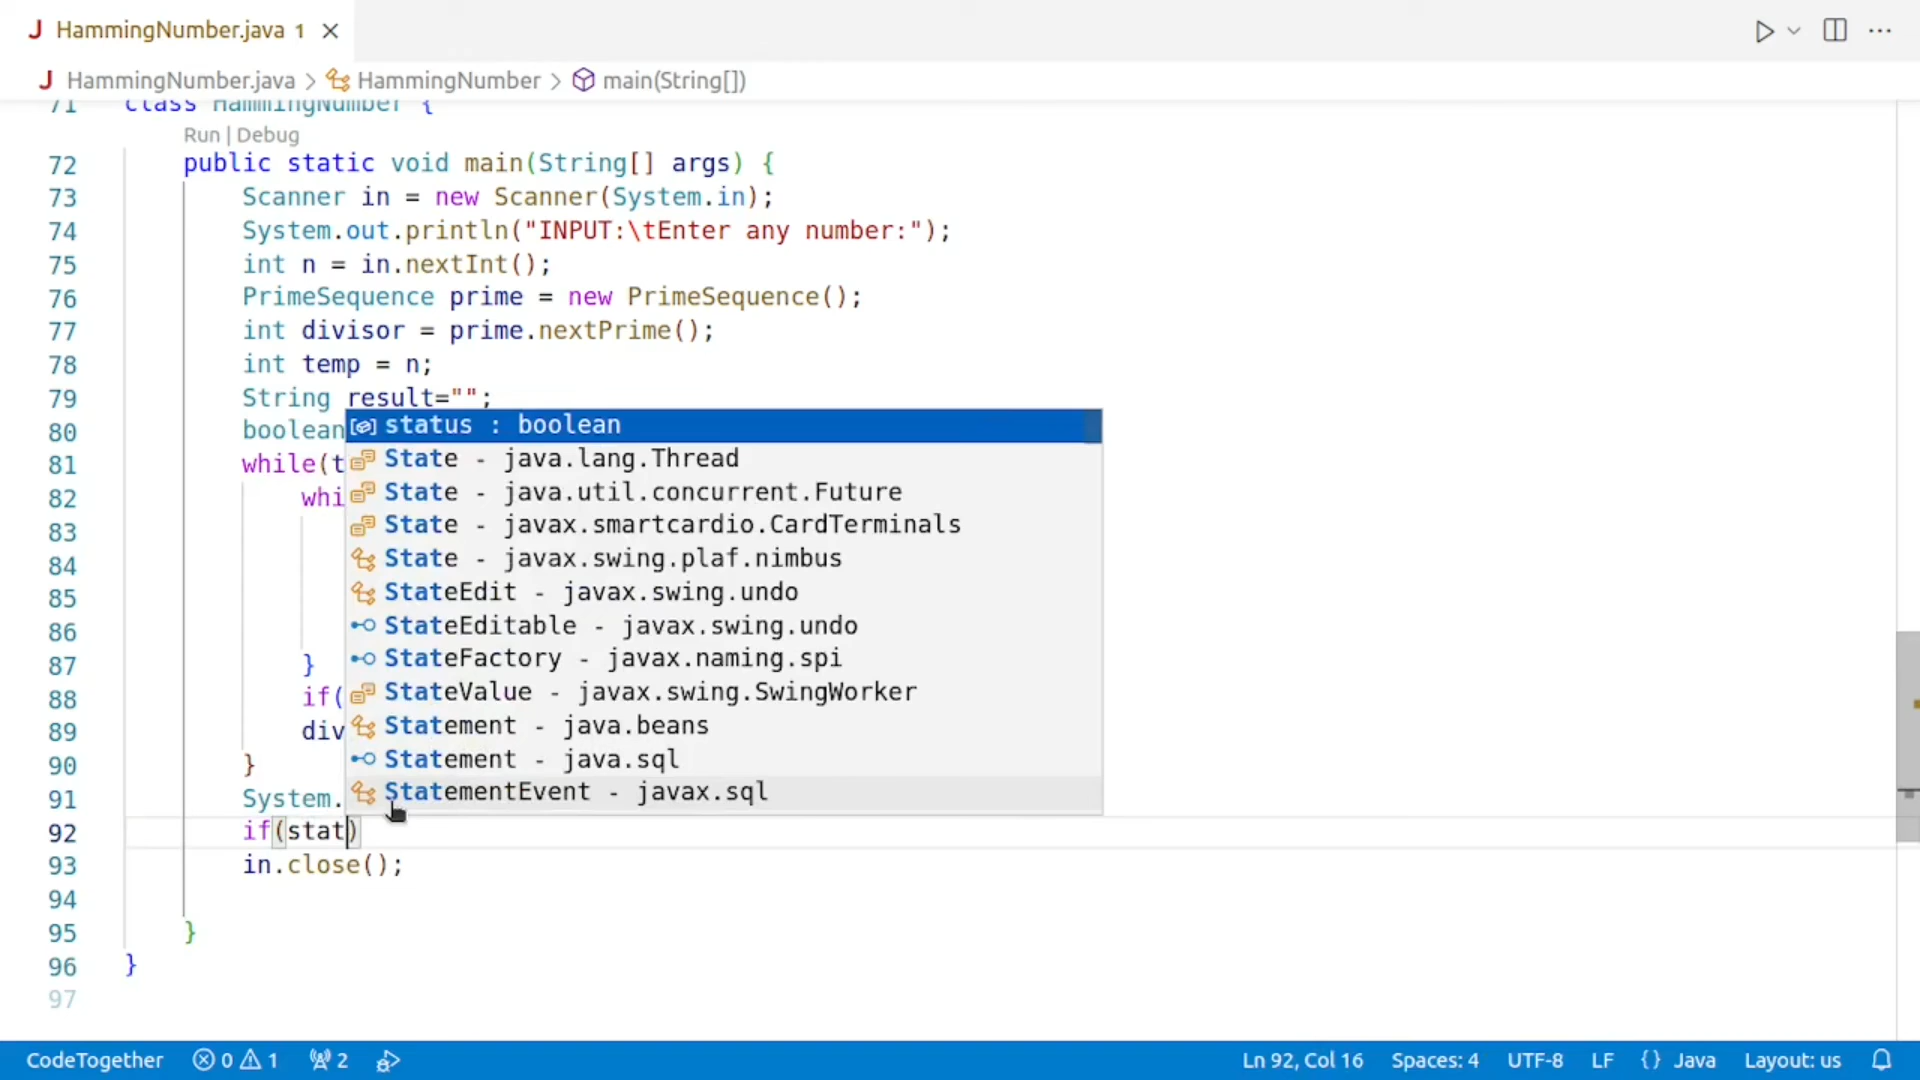 J HammingNumber.java 1
J HammingNumber.java > HammingNumber > main(String[])
71 class HammingNumber {
Run | Debug
72 public static void main(String[] args) {
73 Scanner in = new Scanner(System.in);
74 System.out.println("INPUT:\tEnter any number:");
75 int n = in.nextInt();
76 PrimeSequence prime = new PrimeSequence();
77 int divisor = prime.nextPrime();
78 int temp = n;
79 String result="";
80 boolean
status : boolean
81 while(t
State - java.lang.Thread
82 whi
State - java.util.concurrent.Future
83
State - javax.smartcardio.CardTerminals
84
State - javax.swing.plaf.nimbus
85
StateEdit - javax.swing.undo
86
StateEditable - javax.swing.undo
87 }
StateFactory - javax.naming.spi
88 if(
StateValue - javax.swing.SwingWorker
89 div
Statement - java.beans
90 }
Statement - java.sql
91 System.
StatementEvent - javax.sql
92 if(stat)
93 in.close();
94
95 }
96 }
97
CodeTogether 0 1 2 Ln 92, Col 16 Spaces: 4 UTF-8 LF {} Java Layout: us